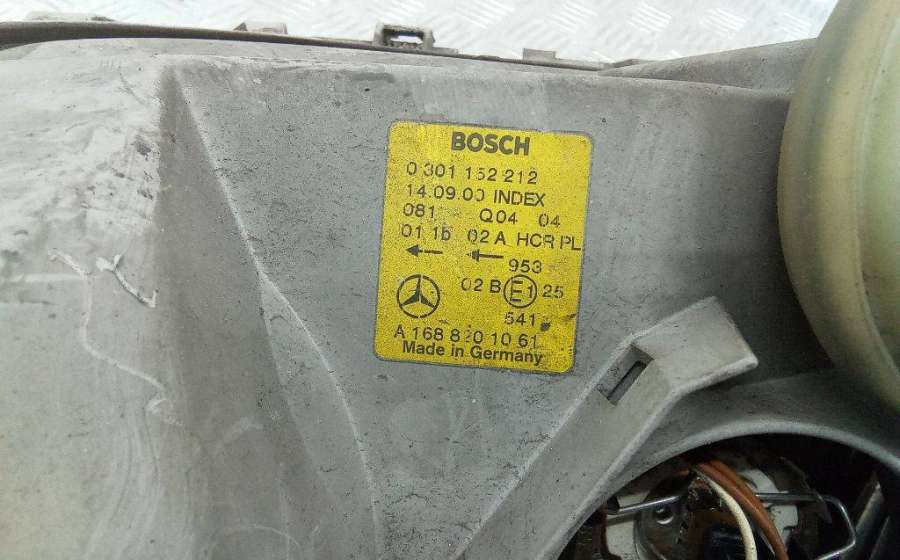 BOSCH
0 301 152 212
14.09.00 INDEX
081 Q04 04
01 1b 02 A HCR PL
953
02 B E1 25
541
A 168 820 10 61
Made in Germany